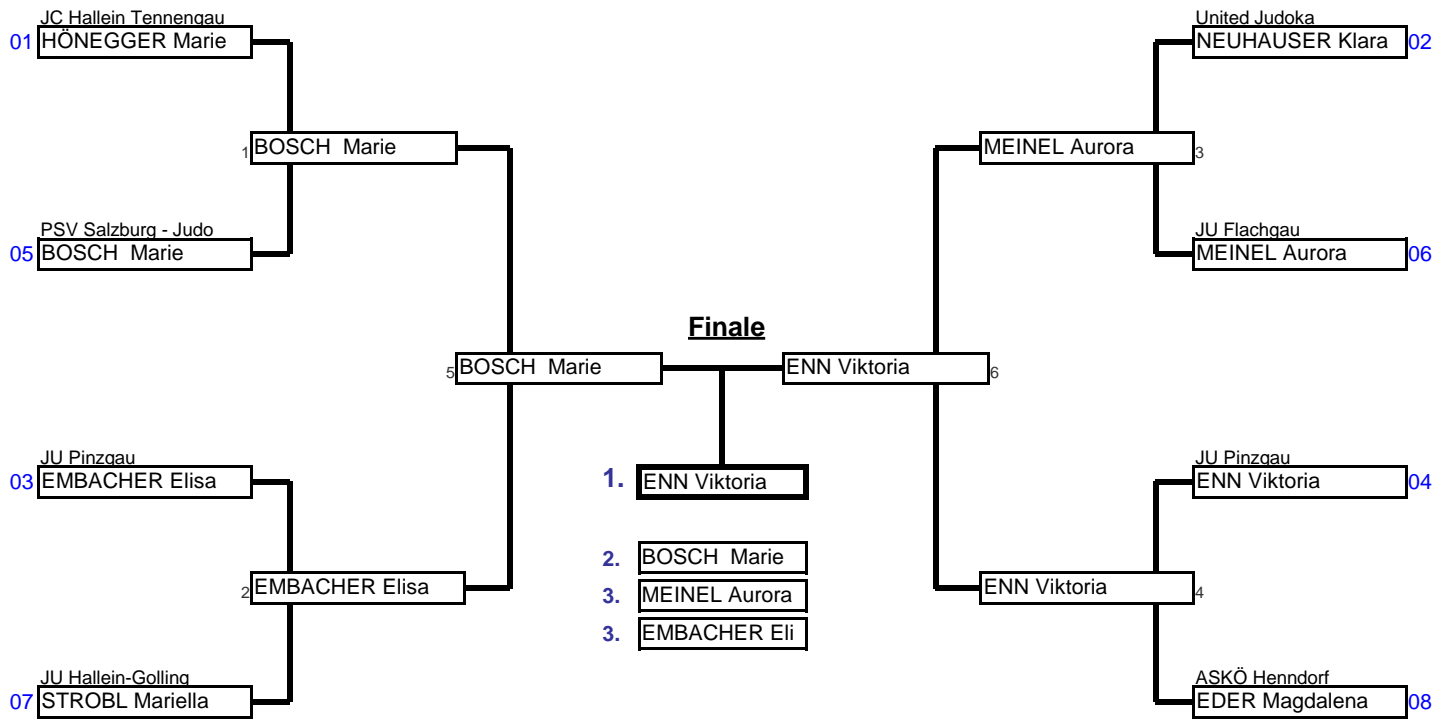 JC Hallein Tennengau
01 HÖNEGGER Marie
United Judoka
NEUHAUSER Klara 02
1 BOSCH  Marie
MEINEL Aurora 3
PSV Salzburg - Judo
05 BOSCH  Marie
JU Flachgau
MEINEL Aurora 06
Finale
5 BOSCH  Marie
ENN Viktoria 6
JU Pinzgau
03 EMBACHER Elisa
1. ENN Viktoria
JU Pinzgau
ENN Viktoria 04
2. BOSCH  Marie
3. MEINEL Aurora
3. EMBACHER Eli
2 EMBACHER Elisa
ENN Viktoria 4
JU Hallein-Golling
07 STROBL Mariella
ASKÖ Henndorf
EDER Magdalena 08